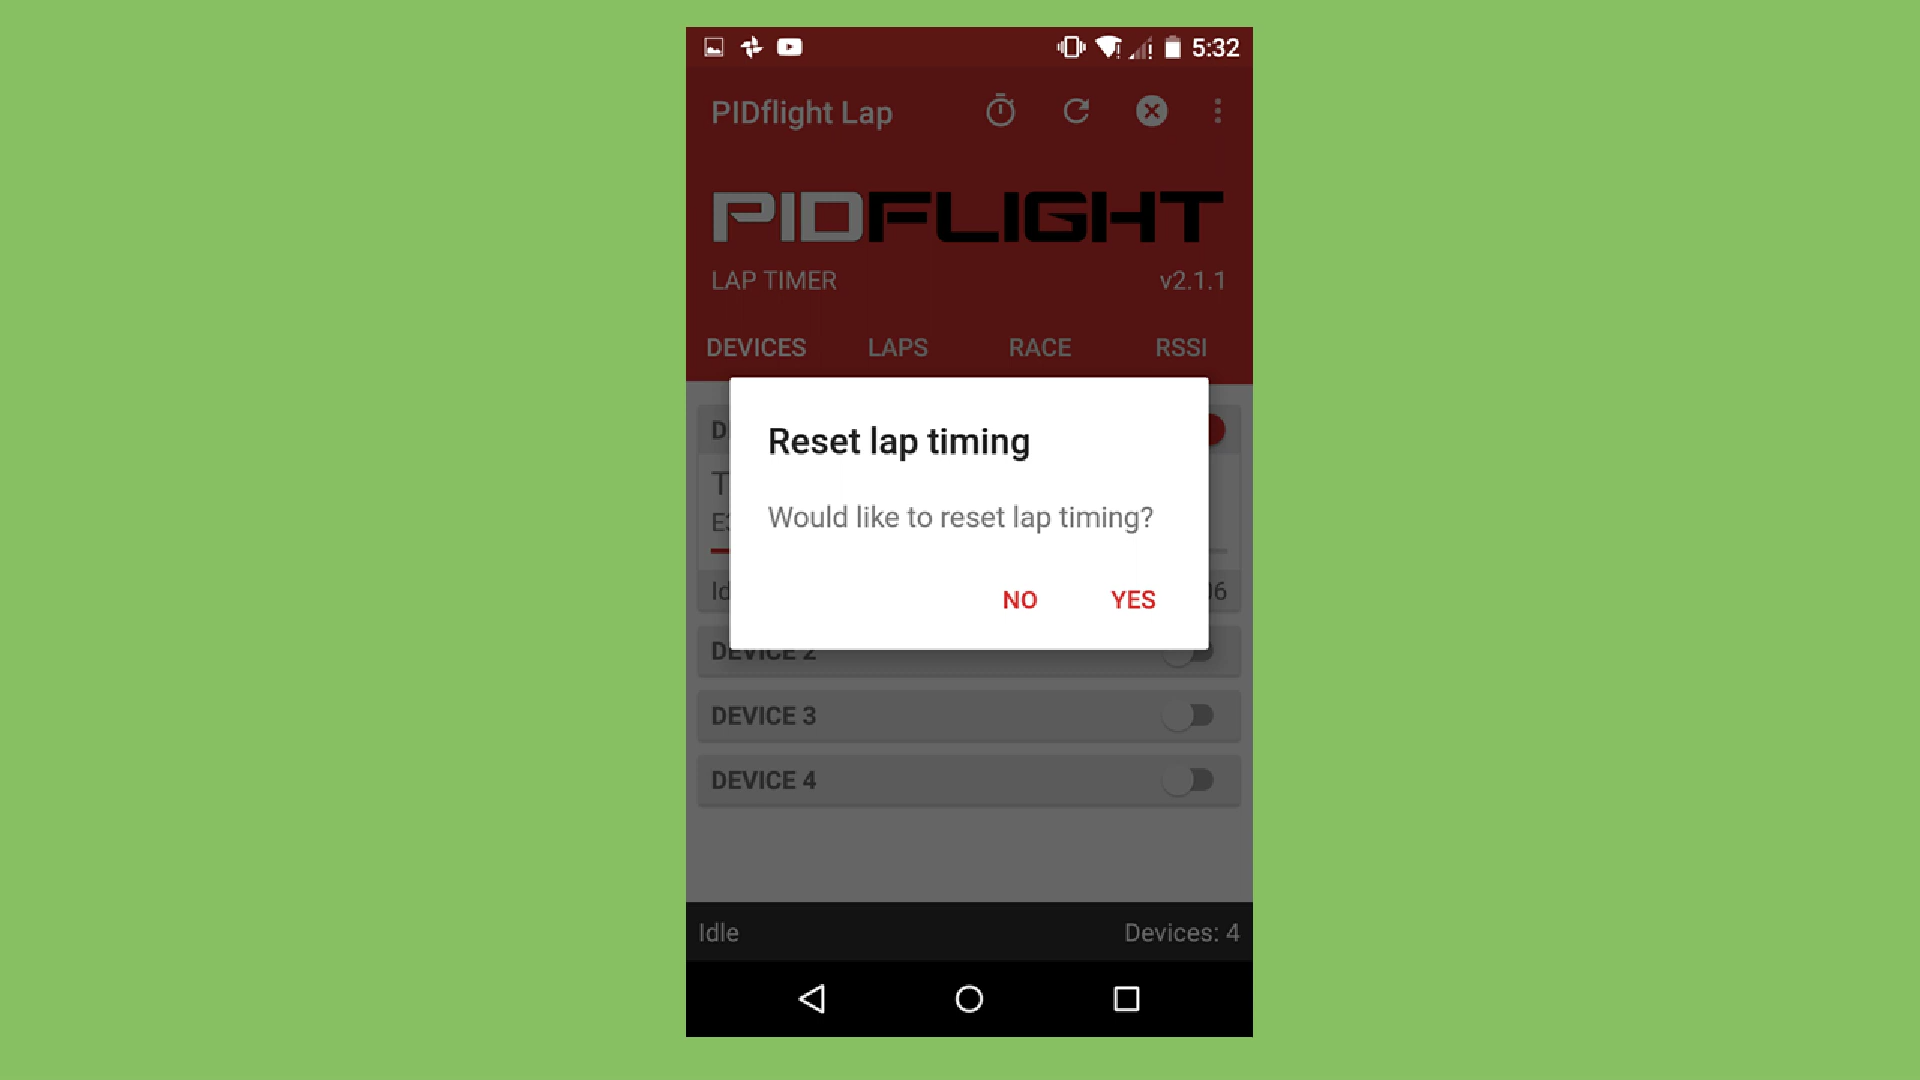 5:32
PIDflight Lap
PIDFLIGHT
LAP TIMER v2.1.1
DEVICES LAPS RACE RSSI
Reset lap timing
Would like to reset lap timing?
NO YES
DEVICE 2
DEVICE 3
DEVICE 4
Idle Devices: 4